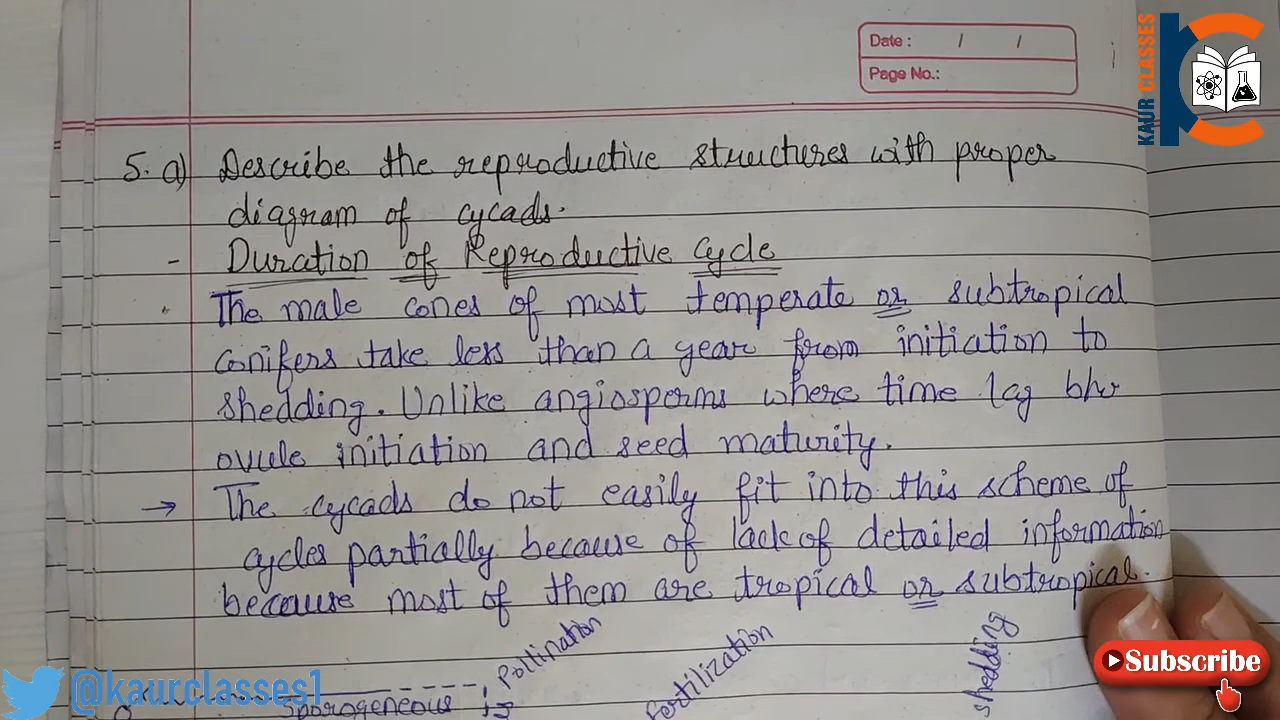 Date : / /
Page No.:
KAUR CLASSES
5. a) Describe the reproductive structures with proper
diagram of cycads.
- Duration of Reproductive Cycle
The male cones of most temperate or subtropical
conifers take less than a year from initiation to
shedding. Unlike angiosperms where time lag b/w
ovule initiation and seed maturity.
→ The cycads do not easily fit into this scheme of
cycles partially because of lack of detailed information
because most of them are tropical or subtropical.
Pollination
Fertilization
shedding
Sporogeneous
@kaurclasses1
Subscribe